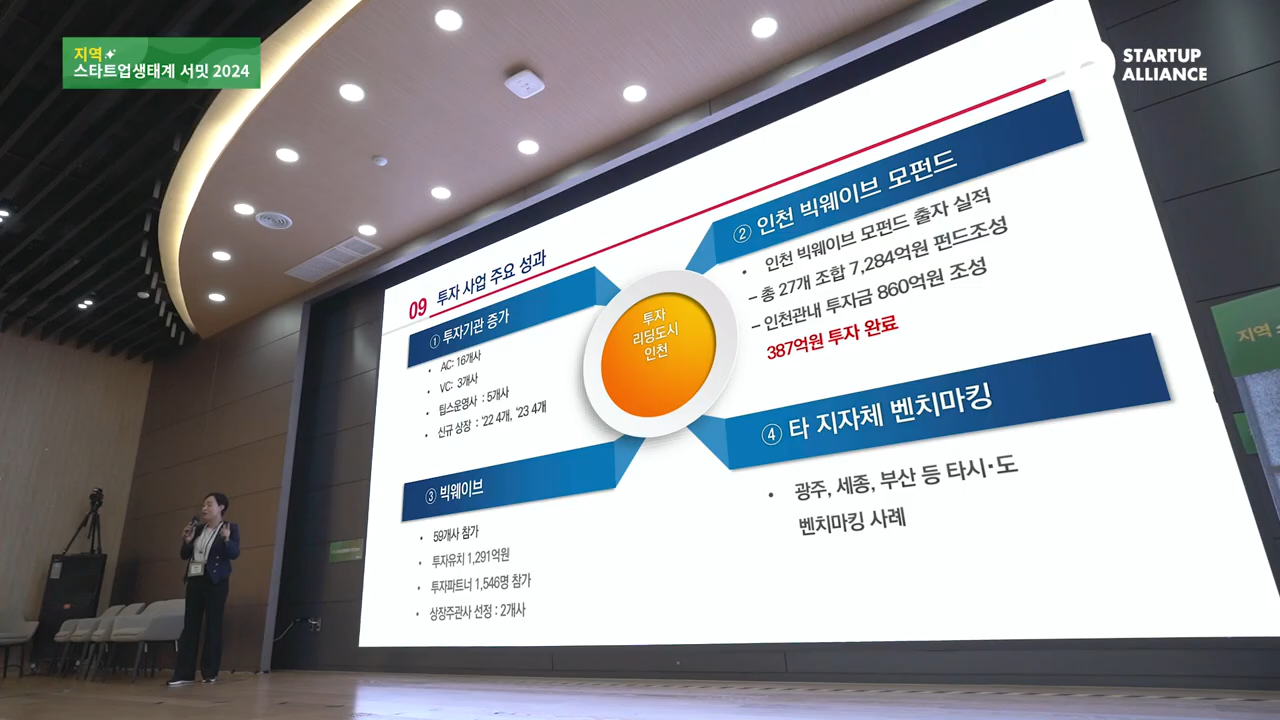 지역
스타트업생태계 서밋 2024
STARTUP
ALLIANCE
09 투자 사업 주요 성과
① 투자기관 증가
• AC: 16개사
• VC: 3개사
• 팁스운영사 : 5개사
• 신규 상장 : '22 4개, '23 4개
② 인천 빅웨이브 모펀드
• 인천 빅웨이브 모펀드 출자 실적
– 총 27개 조합 7,284억원 펀드조성
– 인천관내 투자금 860억원 조성
387억원 투자 완료
투자
리딩도시
인천
③ 빅웨이브
• 59개사 참가
• 투자유치 1,291억원
• 투자파트너 1,546명 참가
• 상장주관사 선정 : 2개사
④ 타 지자체 벤치마킹
• 광주, 세종, 부산 등 타시·도
벤치마킹 사례
지역